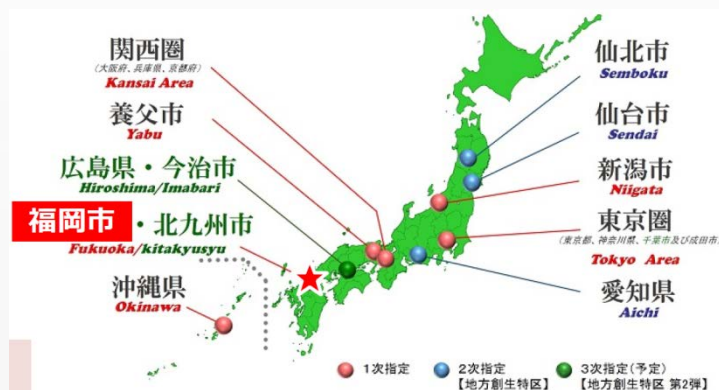 関西圏
(大阪府、兵庫県、京都府)
Kansai Area
養父市
Yabu
広島県・今治市
Hiroshima/Imabari
福岡市・北九州市
Fukuoka/kitakyusyu
沖縄県
Okinawa
仙北市
Semboku
仙台市
Sendai
新潟市
Niigata
東京圏
(東京都、神奈川県、千葉市及び成田市)
Tokyo Area
愛知県
Aichi
1次指定
2次指定
【地方創生特区】
3次指定(予定)
【地方創生特区 第2弾】